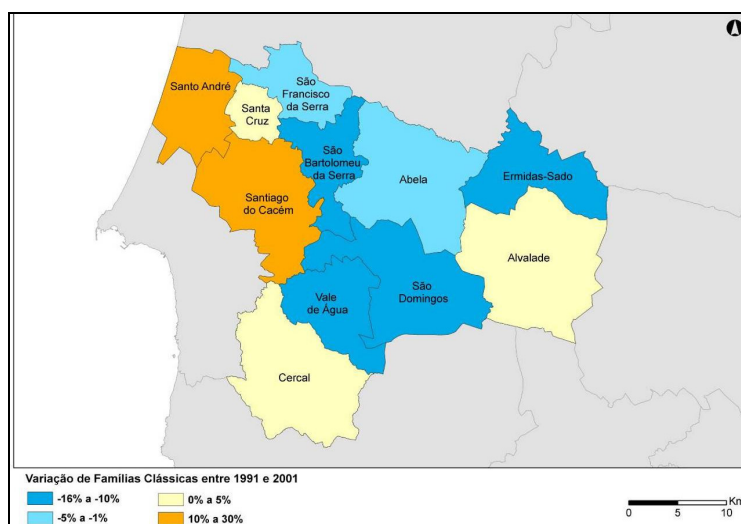 Santo André
São
Francisco
da Serra
Santa
Cruz
São
Bartolomeu
da Serra
Abela
Ermidas-Sado
Santiago
do Cacém
Alvalade
São
Domingos
Vale
de Água
Cercal
Variação de Famílias Clássicas entre 1991 e 2001
-16% a -10%
0% a 5%
-5% a -1%
10% a 30%
Km
0 5 10